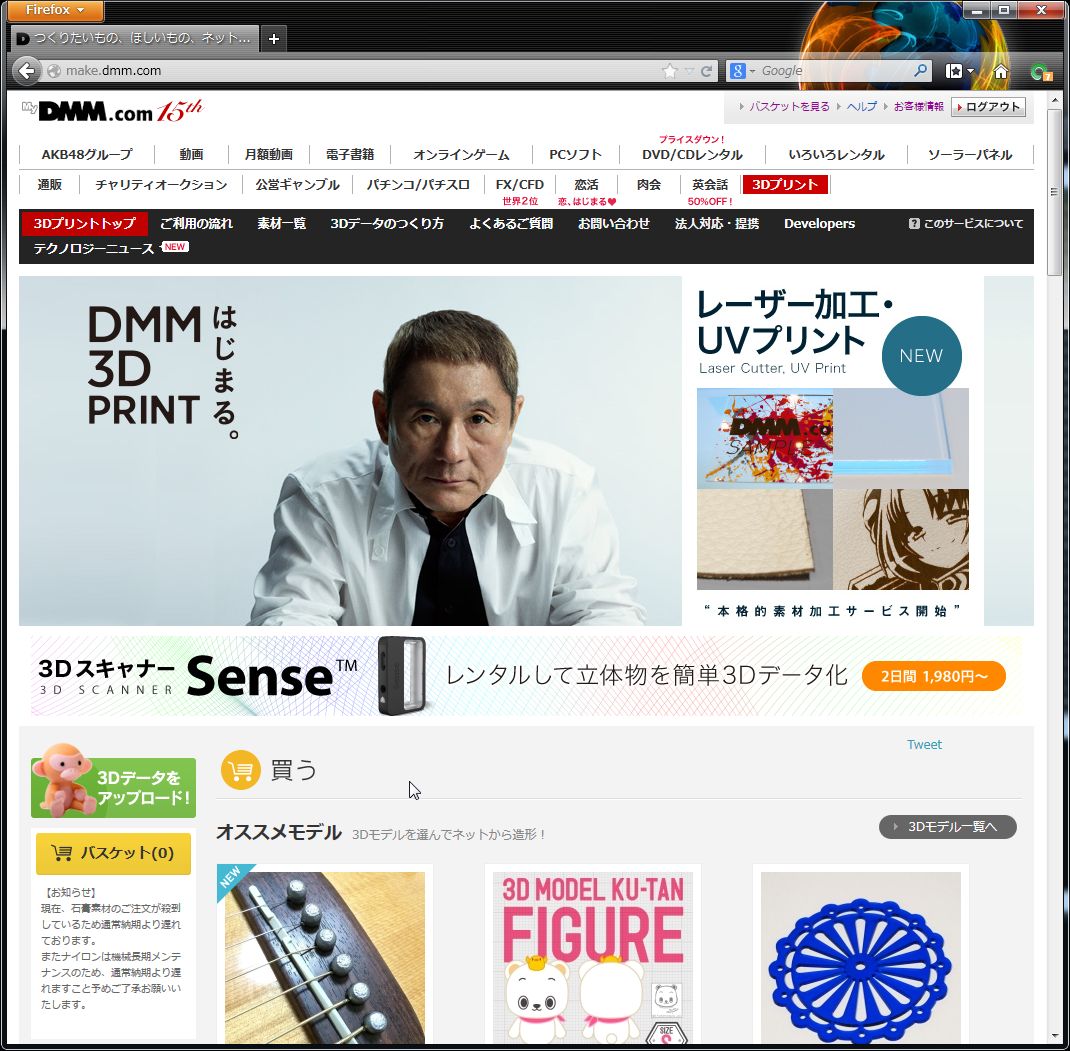 Firefox
つくりたいもの、ほしいもの、ネット...
make.dmm.com
Google
My DMM.com 15th
バスケットを見る ヘルプ お客様情報 ログアウト
プライスダウン!
AKB48グループ 動画 月額動画 電子書籍 オンラインゲーム PCソフト DVD/CDレンタル いろいろレンタル ソーラーパネル
通販 チャリティオークション 公営ギャンブル パチンコ/パチスロ FX/CFD 恋活 肉会 英会話 3Dプリント
世界2位 恋、はじまる♥ 50%OFF!
3Dプリントトップ ご利用の流れ 素材一覧 3Dデータのつくり方 よくあるご質問 お問い合わせ 法人対応・提携 Developers ? このサービスについて
テクノロジーニュース NEW
DMM
3D
PRINT
はじまる。
レーザー加工・
UVプリント
Laser Cutter, UV Print
NEW
DMM.co
SAMPL
“本格的素材加工サービス開始”
3Dスキャナー
3D SCANNER
Sense™
レンタルして立体物を簡単3Dデータ化
2日間 1,980円～
3Dデータを
アップロード!
バスケット(0)
【お知らせ】
現在、石膏素材のご注文が殺到
しているため通常納期より遅れ
ております。
またナイロンは機械長期メンテ
ナンスのため、通常納期より遅
れますこと予めご了承お願いい
たします。
Tweet
買う
オススメモデル 3Dモデルを選んでネットから造形！
3Dモデル一覧へ
NEW
3D MODEL KU-TAN
FIGURE
SIZE
S